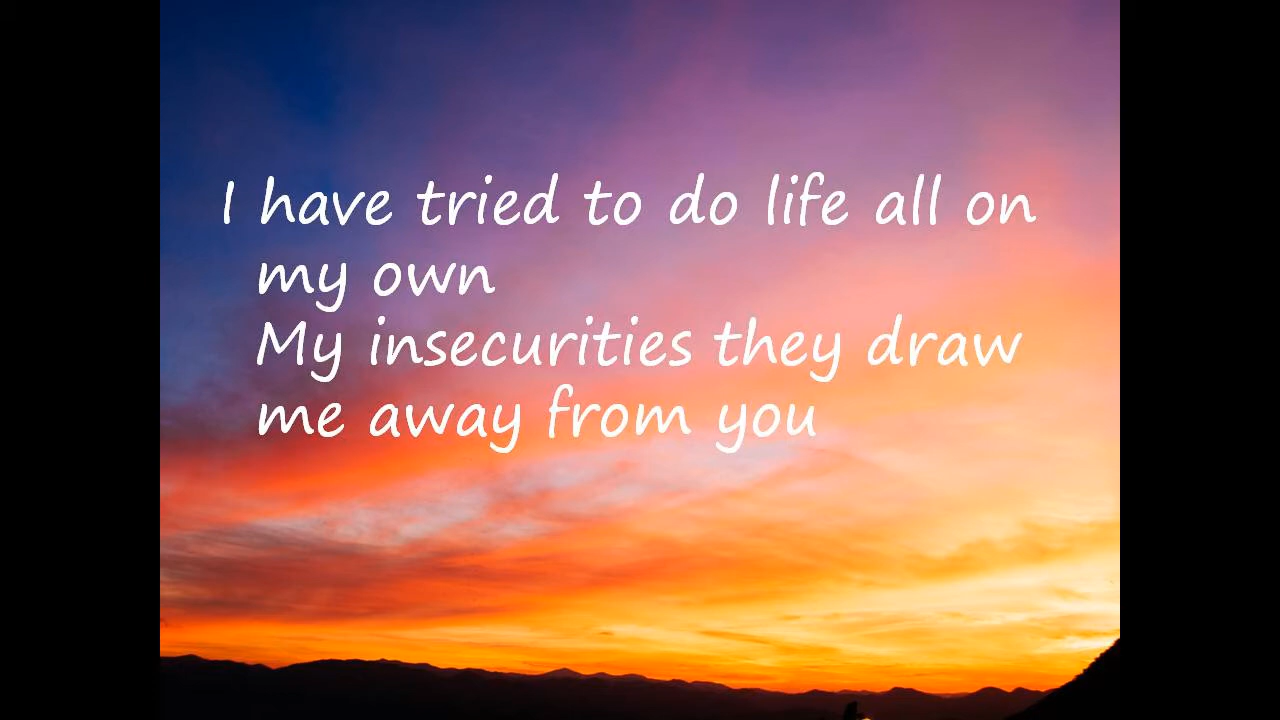 I have tried to do life all on
my own
My insecurities they draw
me away from you